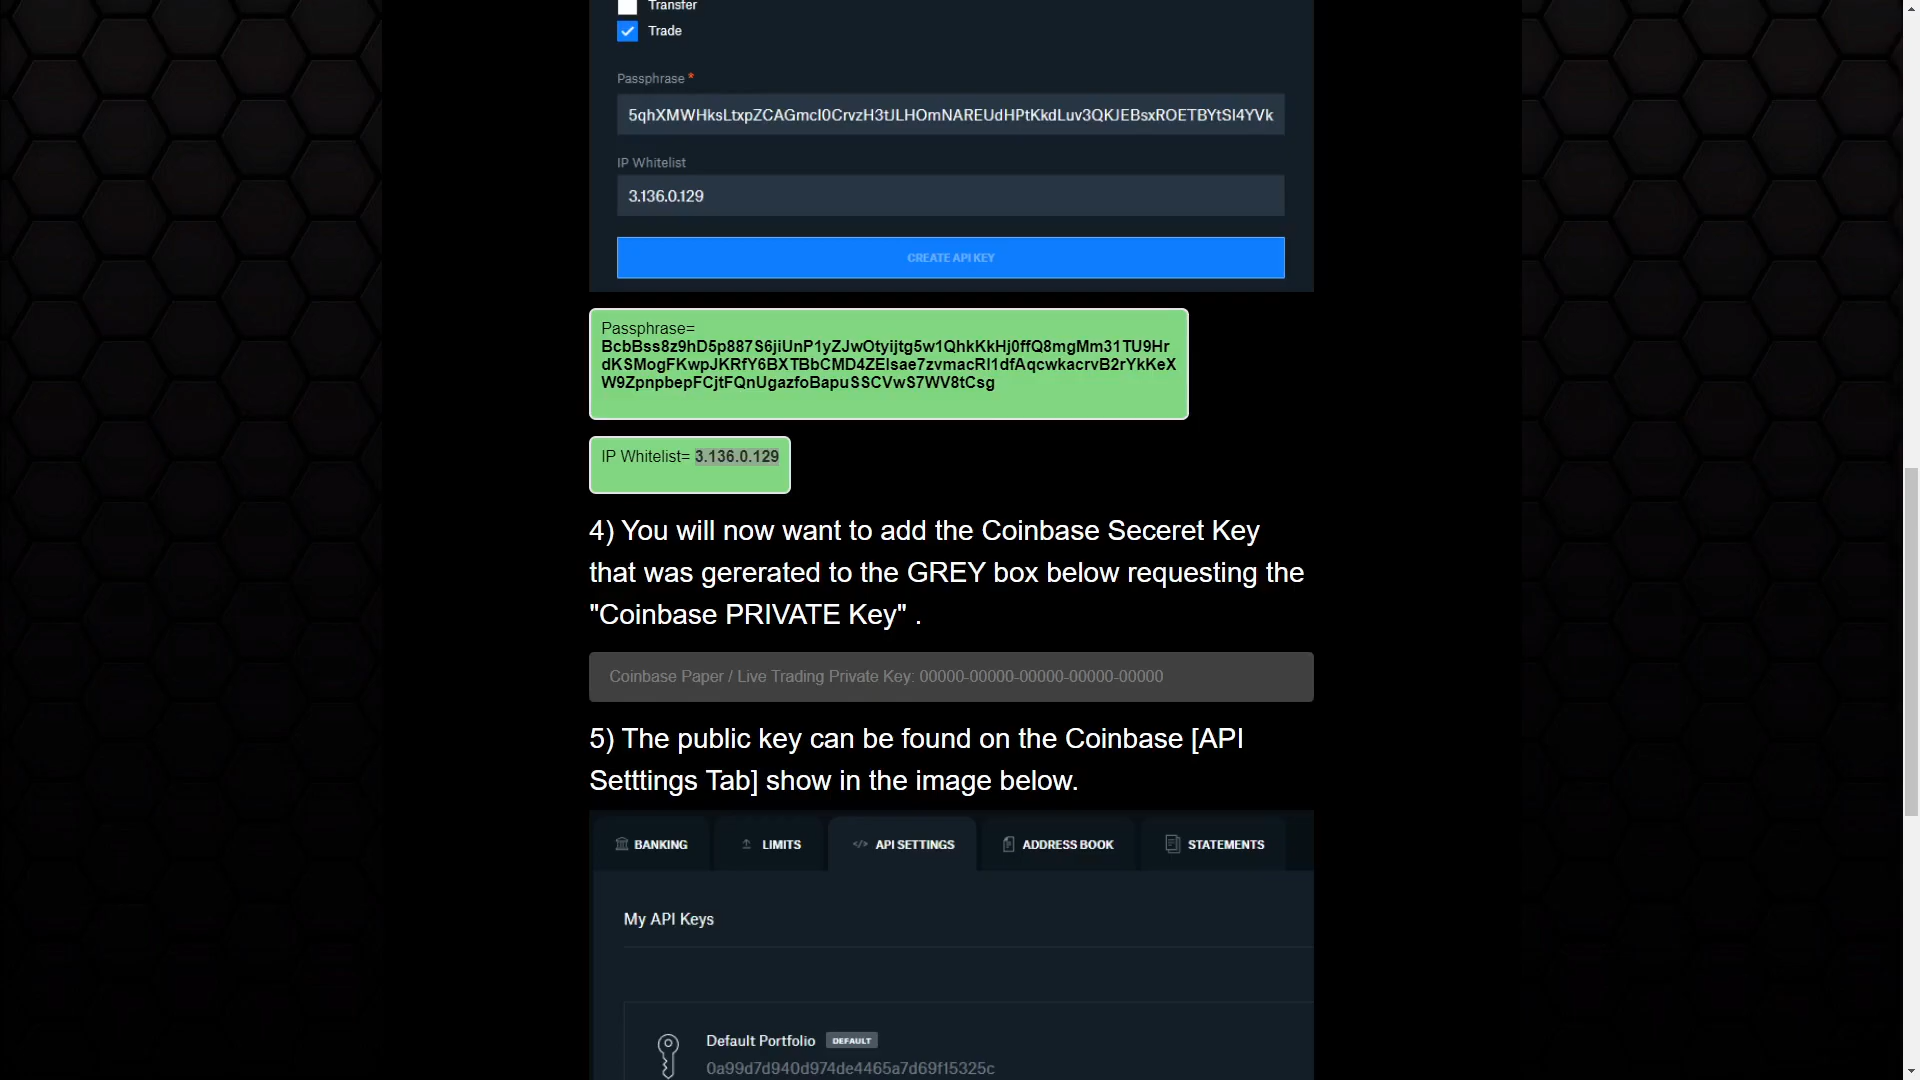 Transfer
Trade
Passphrase *
5qhXMWHksLtxpZCAGmcI0CrvzH3tJLHOmNAREUdHPtKkdLuv3QKJEBsxROETBYtSI4YVk
IP Whitelist
3.136.0.129
CREATE API KEY
Passphrase=
BcbBss8z9hD5p887S6jiUnP1yZJwOtyijtg5w1QhkKkHj0ffQ8mgMm31TU9Hr
dKSMogFKwpJKRfY6BXTBbCMD4ZEIsae7zvmacRl1dfAqcwkacrvB2rYkKeX
W9ZpnpbepFCjtFQnUgazfoBapuSSCVwS7WV8tCsg
IP Whitelist= 3.136.0.129
4) You will now want to add the Coinbase Seceret Key
that was gererated to the GREY box below requesting the
"Coinbase PRIVATE Key" .
Coinbase Paper / Live Trading Private Key: 00000-00000-00000-00000-00000
5) The public key can be found on the Coinbase [API
Setttings Tab] show in the image below.
BANKING LIMITS </> API SETTINGS ADDRESS BOOK STATEMENTS
My API Keys
Default Portfolio DEFAULT
0a99d7d940d974de4465a7d69f15325c